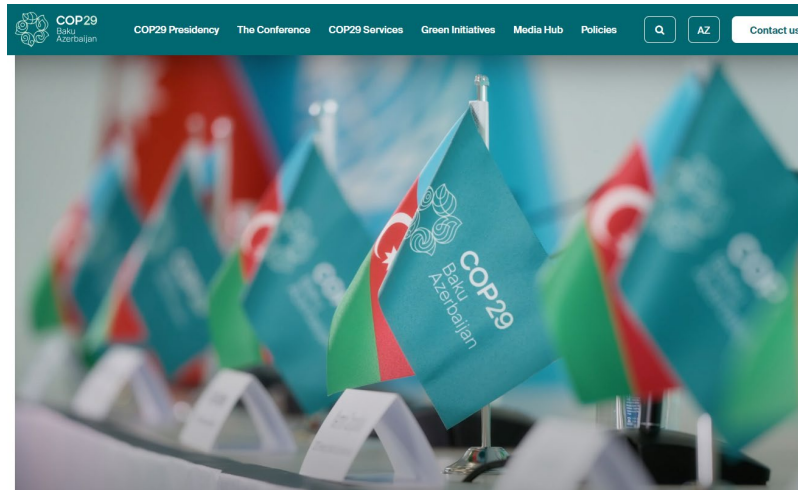 COP29
Baku
Azerbaijan
COP29 Presidency
The Conference
COP29 Services
Green Initiatives
Media Hub
Policies
AZ
Contact us
COP29
Baku
Azerbaijan
COP